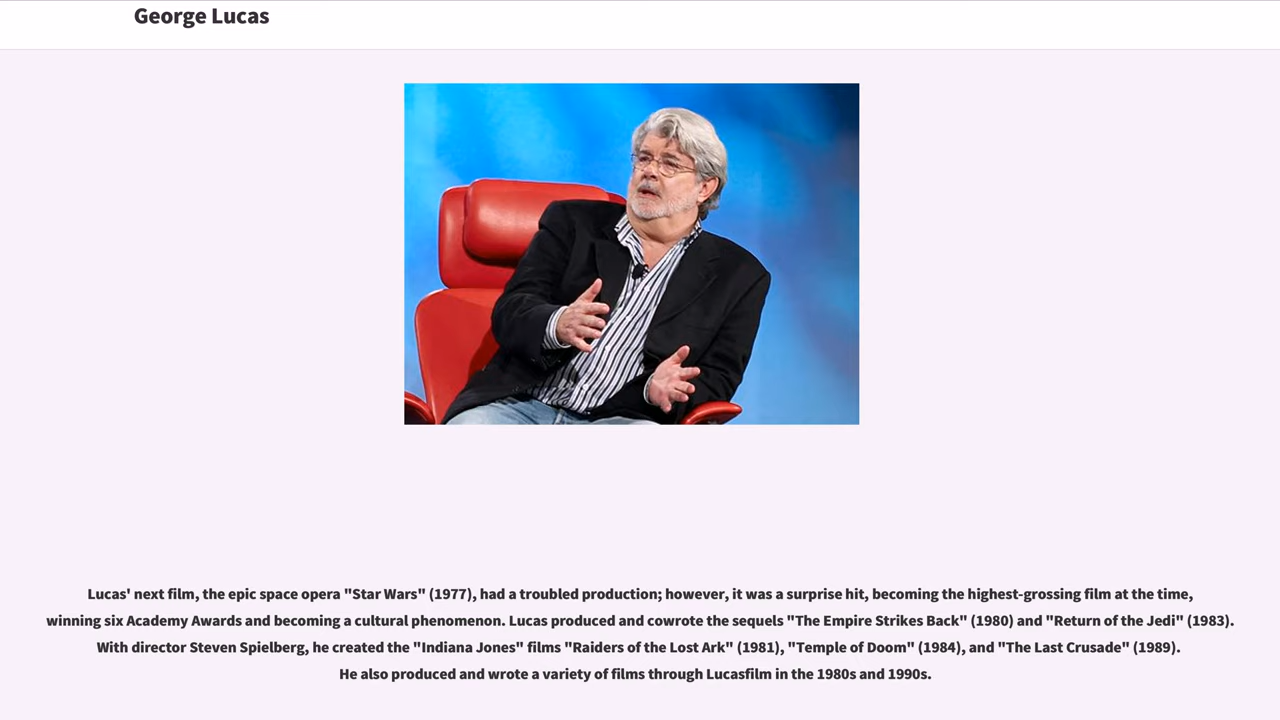 George Lucas
Lucas' next film, the epic space opera "Star Wars" (1977), had a troubled production; however, it was a surprise hit, becoming the highest-grossing film at the time,
winning six Academy Awards and becoming a cultural phenomenon. Lucas produced and cowrote the sequels "The Empire Strikes Back" (1980) and "Return of the Jedi" (1983).
With director Steven Spielberg, he created the "Indiana Jones" films "Raiders of the Lost Ark" (1981), "Temple of Doom" (1984), and "The Last Crusade" (1989).
He also produced and wrote a variety of films through Lucasfilm in the 1980s and 1990s.